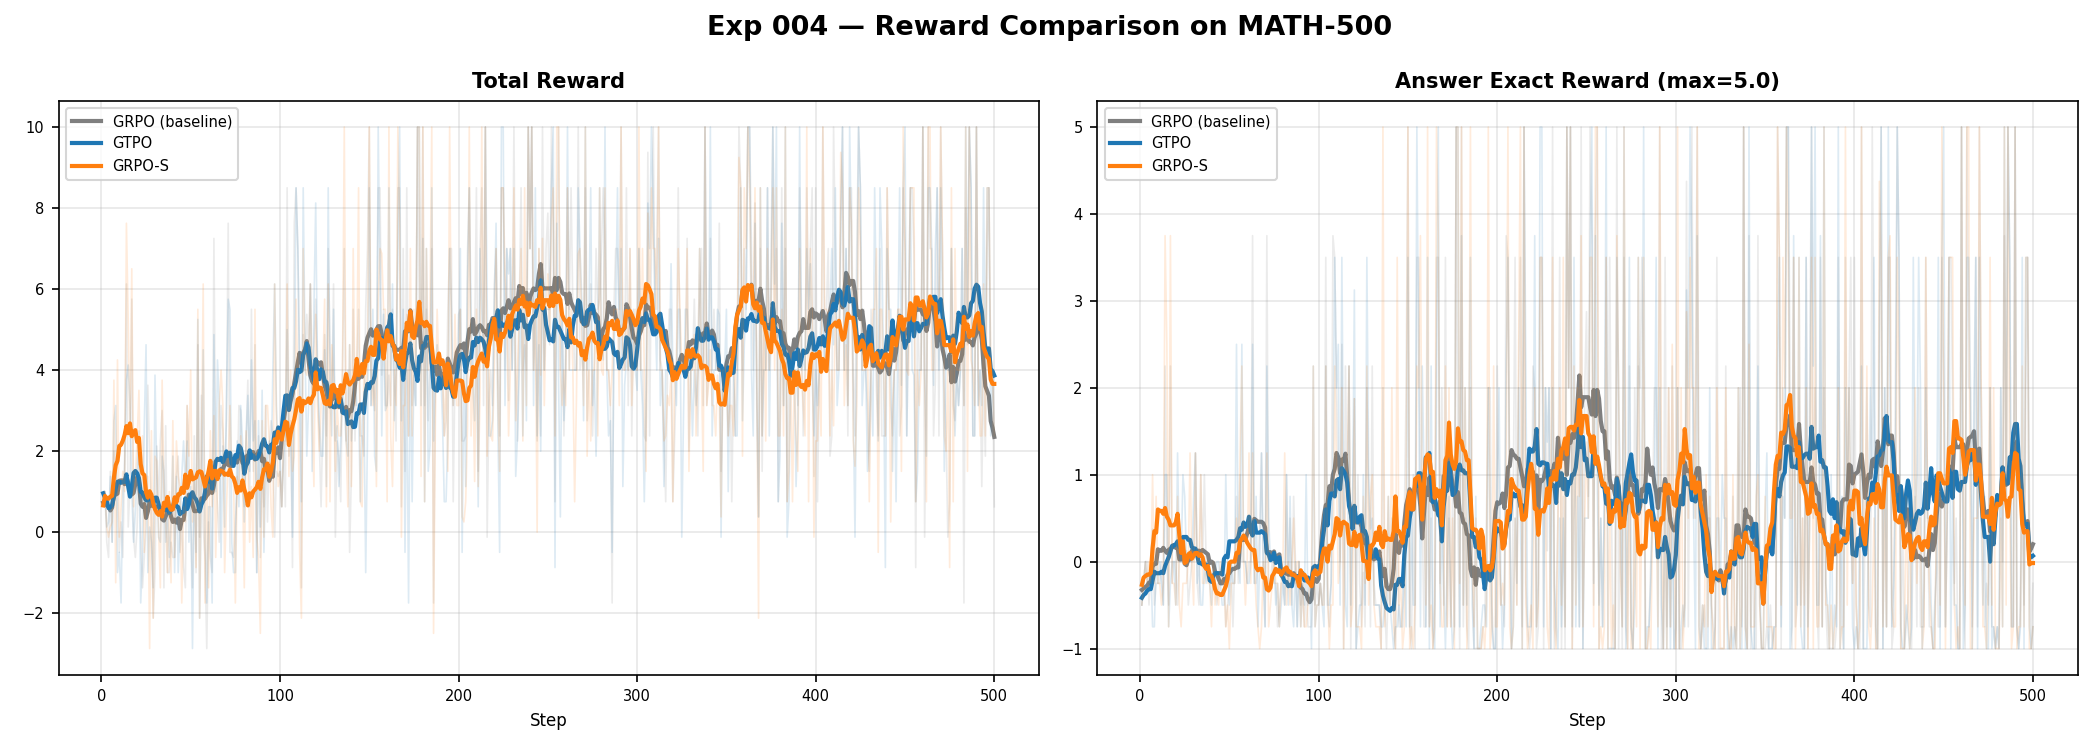 Exp 004 — Reward Comparison on MATH-500
Total Reward
GRPO (baseline)
GTPO
GRPO-S
10
8
6
4
2
0
−2
0 100 200 300 400 500
Step
Answer Exact Reward (max=5.0)
GRPO (baseline)
GTPO
GRPO-S
5
4
3
2
1
0
−1
0 100 200 300 400 500
Step